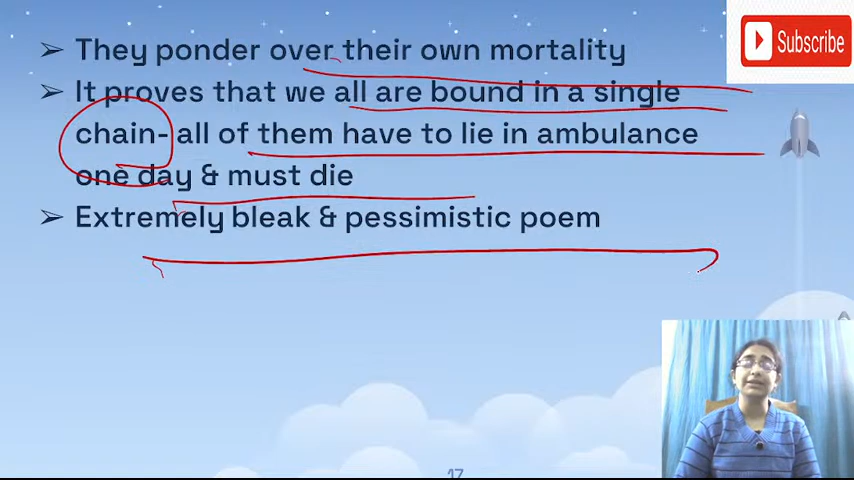 ➢ They ponder over their own mortality
➢ It proves that we all are bound in a single
chain- all of them have to lie in ambulance
one day & must die
➢ Extremely bleak & pessimistic poem
Subscribe
17